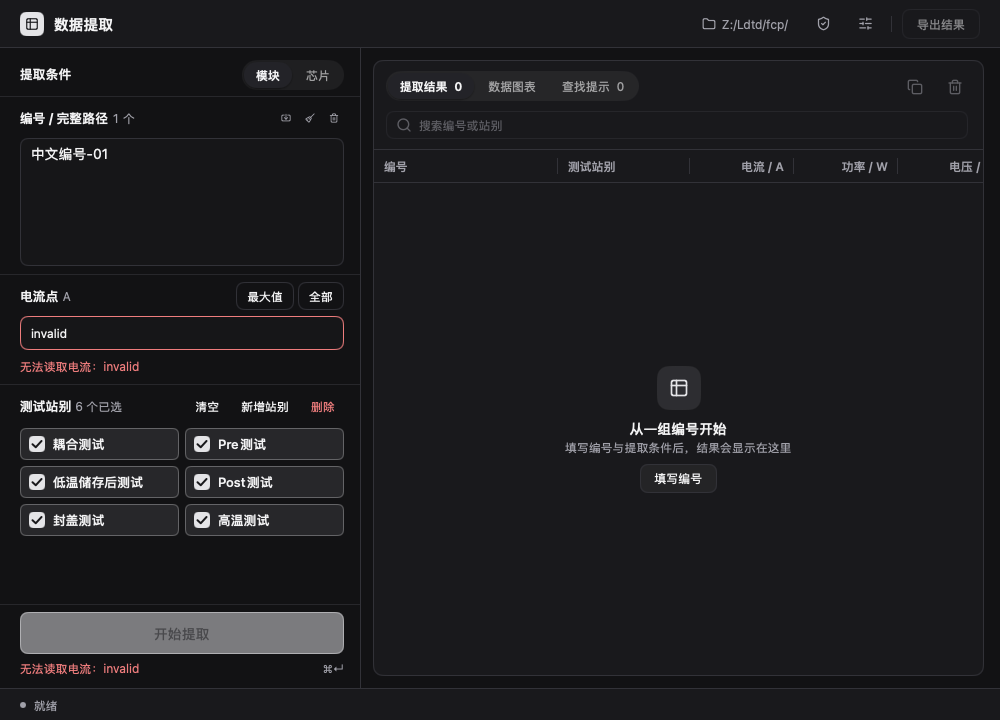 数据提取
Z:/Ldtd/fcp/
导出结果
提取条件
模块 芯片
编号 / 完整路径 1 个
中文编号-01
电流点 A
最大值 全部
invalid
无法读取电流：invalid
测试站别 6 个已选
清空 新增站别 删除
耦合测试 Pre 测试
低温储存后测试 Post 测试
封盖测试 高温测试
开始提取
无法读取电流：invalid ⌘↵
就绪
提取结果 0 数据图表 查找提示 0
搜索编号或站别
编号 测试站别 电流 / A 功率 / W 电压 /
从一组编号开始
填写编号与提取条件后，结果会显示在这里
填写编号